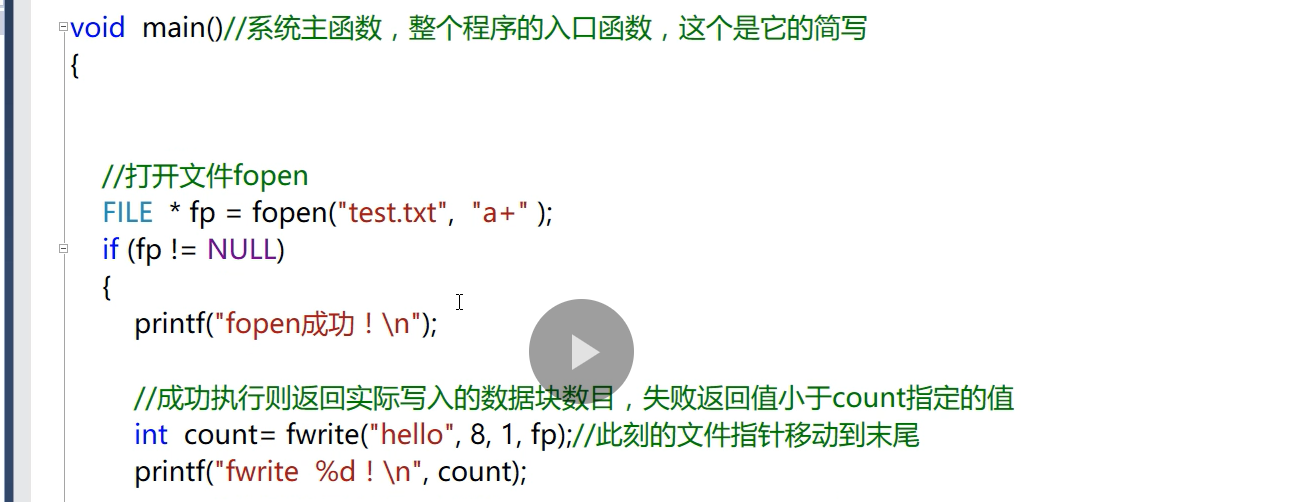 void main()//系统主函数，整个程序的入口函数，这个是它的简写
{
//打开文件fopen
FILE * fp = fopen("test.txt", "a+" );
if (fp != NULL)
{
printf("fopen成功！\n");
//成功执行则返回实际写入的数据块数目，失败返回值小于count指定的值
int count= fwrite("hello", 8, 1, fp);//此刻的文件指针移动到末尾
printf("fwrite %d！\n", count);